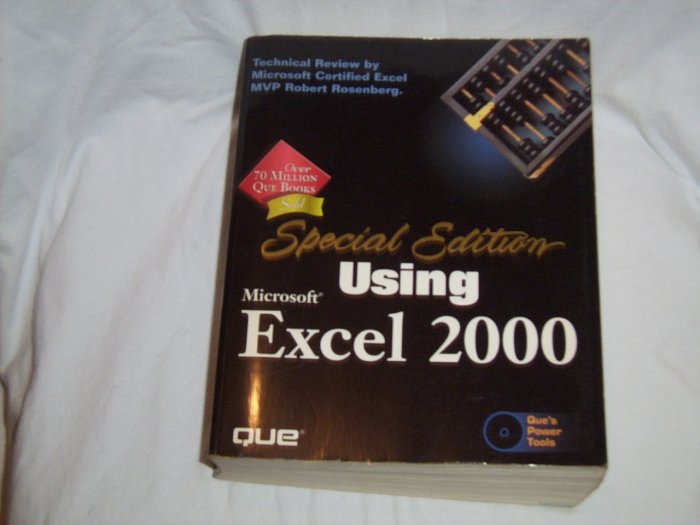 Technical Review by
Microsoft Certified Excel
MVP Robert Rosenberg.
Over
70 Million
Que Books
Sold
Special Edition
Using
Microsoft®
Excel 2000
que®
Que's
Power
Tools